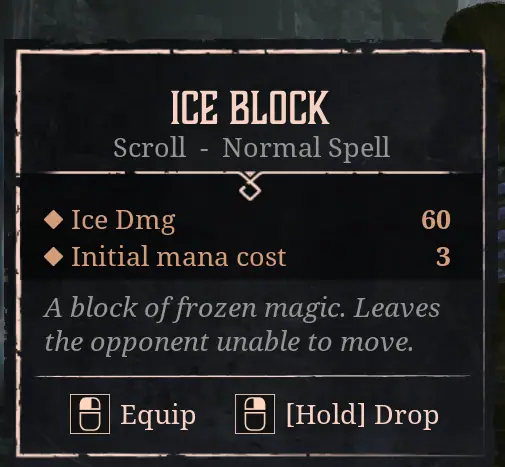 ICE BLOCK
Scroll - Normal Spell
Ice Dmg 60
Initial mana cost 3
A block of frozen magic. Leaves
the opponent unable to move.
Equip [Hold] Drop